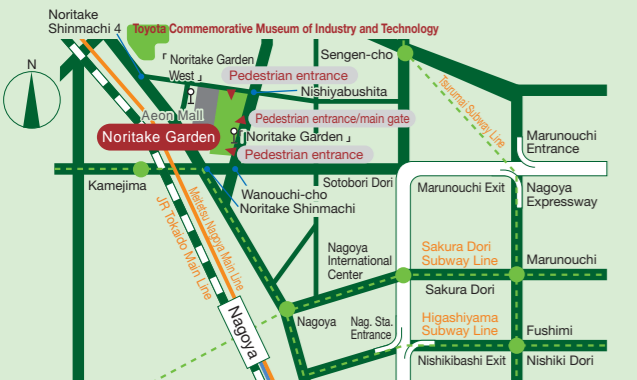 Noritake
Shinmachi 4
Toyota Commemorative Museum of Industry and Technology
N
「 Noritake Garden
West 」
Sengen-cho
Pedestrian entrance
Nishiyabushita
Tsurumai Subway Line
Aeon Mall
Pedestrian entrance/main gate
Noritake Garden
「Noritake Garden 」
Marunouchi
Entrance
Pedestrian entrance
Kamejima
Sotobori Dori
Marunouchi Exit
Nagoya
Expressway
Wanouchi-cho
Noritake Shinmachi
Meitetsu Nagoya Main Line
JR Tokaido Main Line
Nagoya
International
Center
Sakura Dori
Subway Line
Marunouchi
Sakura Dori
Nagoya
Nagoya
Nag. Sta.
Entrance
Higashiyama
Subway Line
Fushimi
Nishikibashi Exit
Nishiki Dori